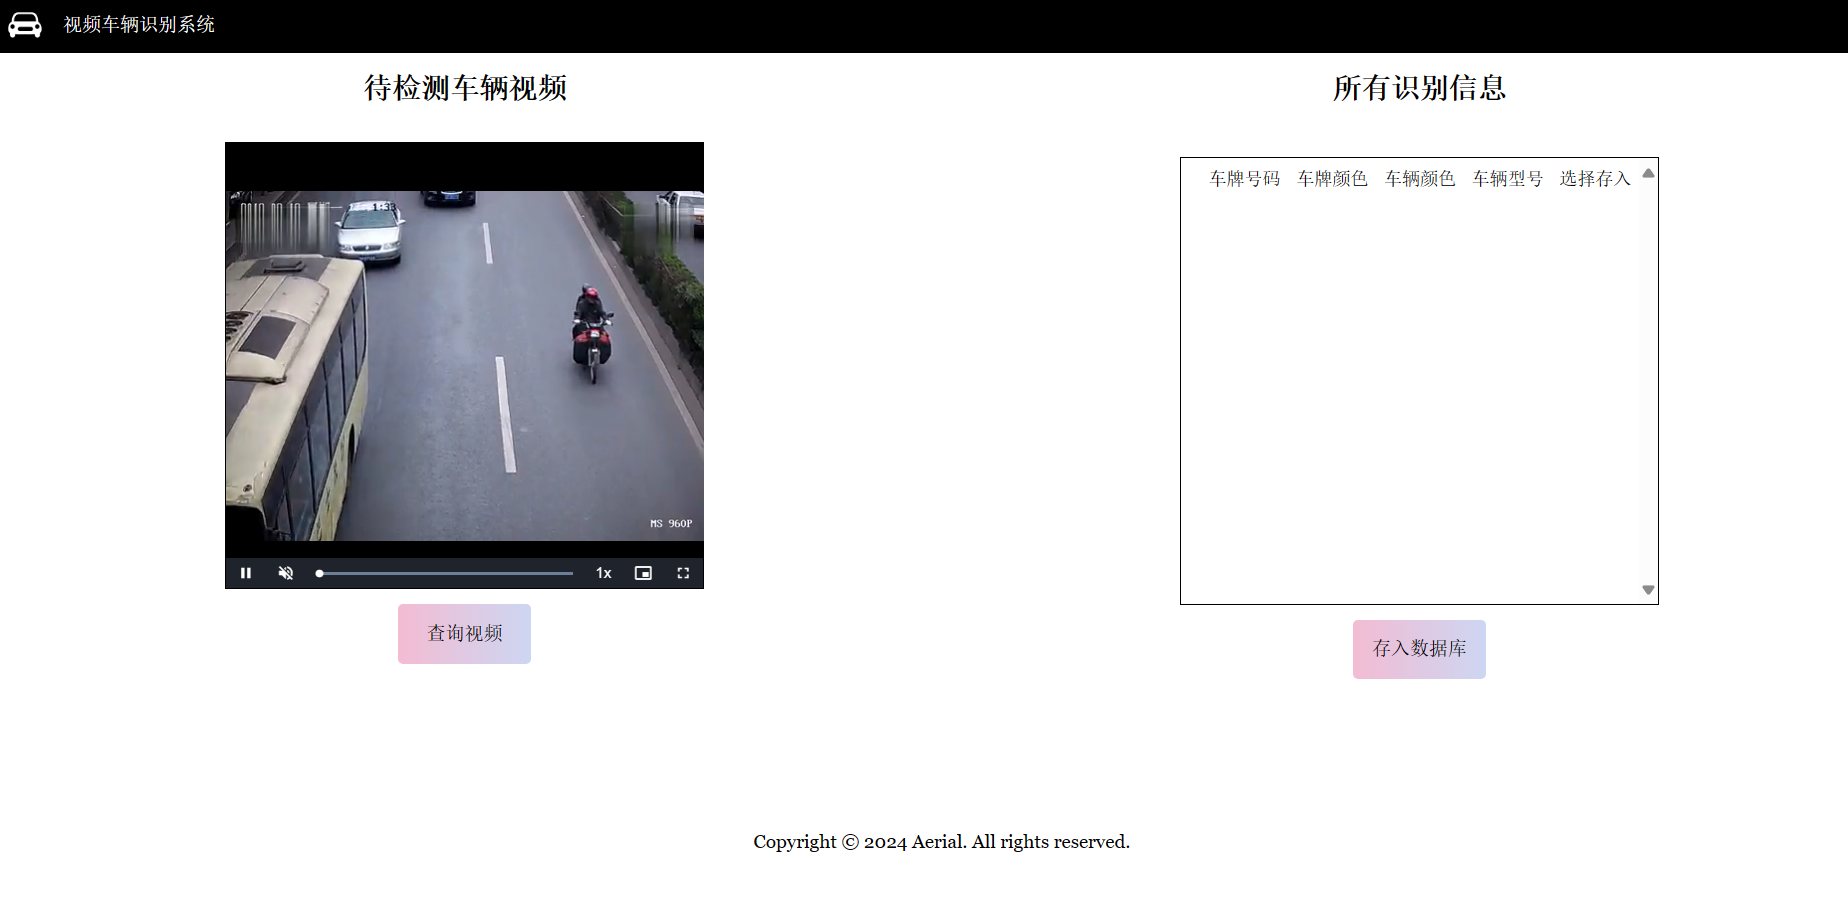 视频车辆识别系统
待检测车辆视频
所有识别信息
车牌号码 车牌颜色 车辆颜色 车辆型号 选择存入
MS 960P
1x
查询视频
存入数据库
Copyright © 2024 Aerial. All rights reserved.